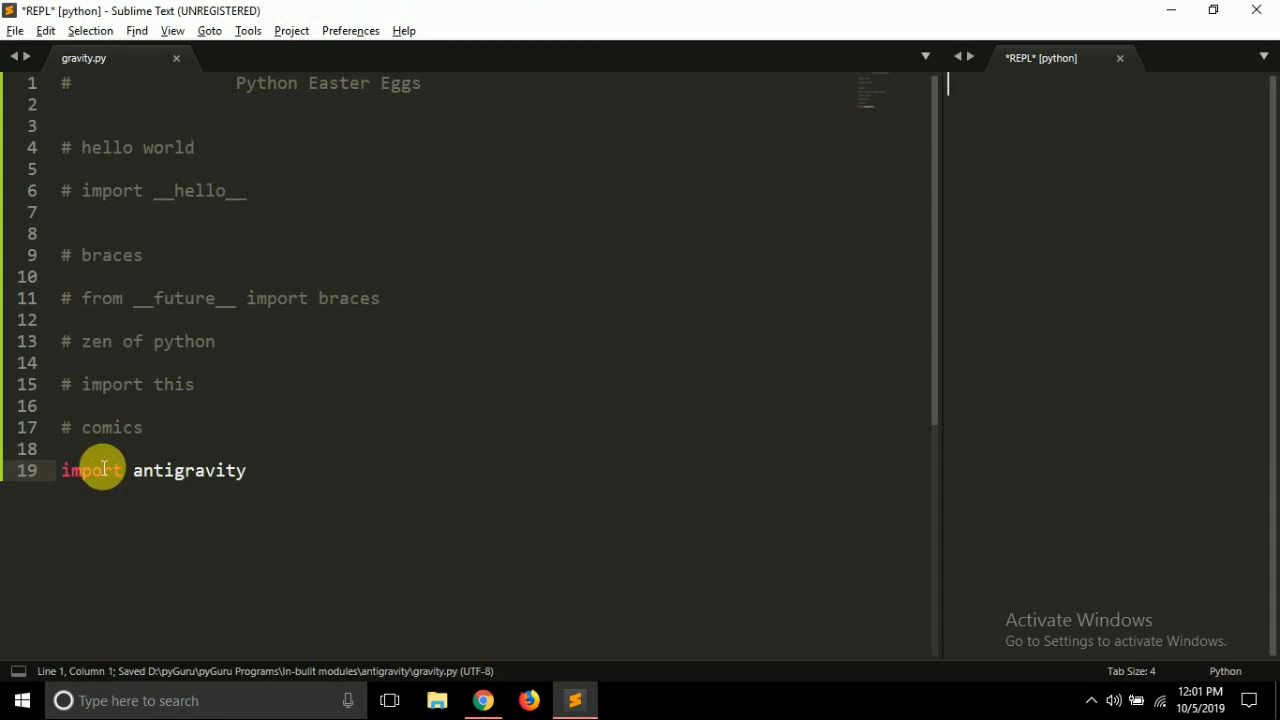 *REPL* [python] - Sublime Text (UNREGISTERED)
File Edit Selection Find View Goto Tools Project Preferences Help
gravity.py
*REPL* [python]
1 # Python Easter Eggs
2
3
4 # hello world
5
6 # import __hello__
7
8
9 # braces
10
11 # from __future__ import braces
12
13 # zen of python
14
15 # import this
16
17 # comics
18
19 import antigravity
Activate Windows
Go to Settings to activate Windows.
Line 1, Column 1; Saved D:\pyGuru\pyGuru Programs\In-bulit modules\antigravity\gravity.py (UTF-8)
Tab Size: 4
Python
Type here to search
12:01 PM
10/5/2019